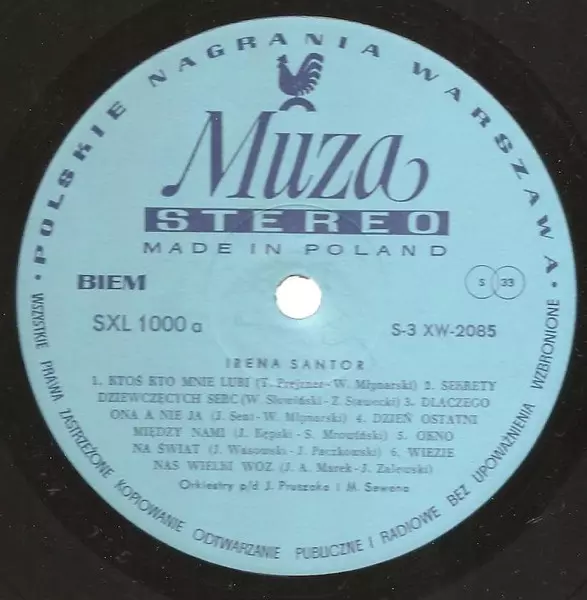 POLSKIE NAGRANIA WARSZAWA
Muza
STEREO
MADE IN POLAND
BIEM
S 33
SXL 1000 a
S-3 XW-2085
IRENA SANTOR
1. KTOŚ KTO MNIE LUBI (T. Prejzner - W. Młynarski) 2. SEKRETY
DZIEWCZĘCYCH SERC (W. Słowiński - Z. Stawecki) 3. DLACZEGO
ONA A NIE JA (J. Sent - W. Młynarski) 4. DZIEŃ OSTATNI
MIĘDZY NAMI (J. Kępski - S. Mrowiński) 5. OKNO
NA ŚWIAT (J. Wasowski - J. Paczkowski) 6. WIEZIE
NAS WIELKI WOZ (J. A. Marek - J. Zalewski)
Orkiestry p/d J. Pruszaka i M. Sewena
WSZYSTKIE PRAWA ZASTRZEŻONE KOPIOWANIE ODTWARZANIE PUBLICZNE I RADIOWE BEZ UPOWAŻNIENIA WZBRONIONE